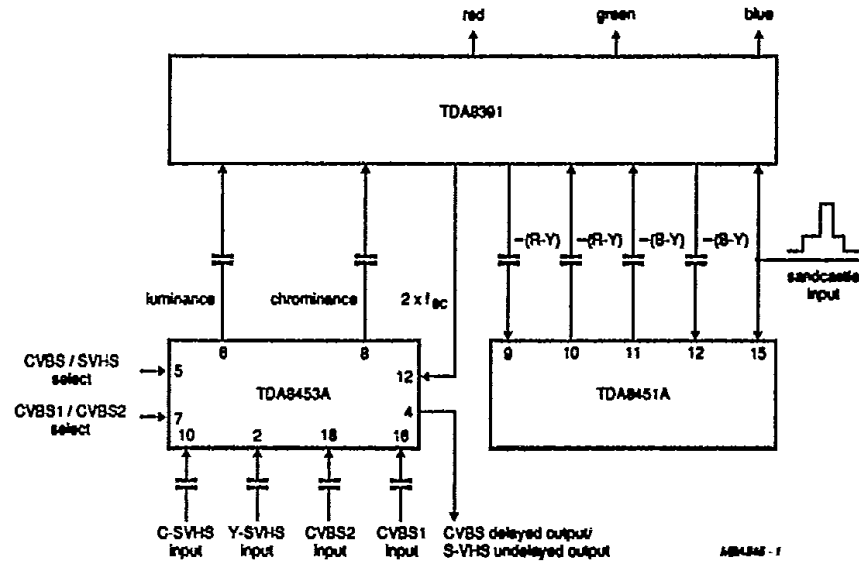 red green blue
TDA8391
–(R-Y) –(R-Y) –(B-Y) –(B-Y)
sandcastle
input
luminance chrominance 2 x fsc
6 8 9 10 11 12 15
CVBS / SVHS
select
5 12
TDA8453A TDA8451A
CVBS1 / CVBS2
select
7 4
10 2 18 16
C-SVHS
input
Y-SVHS
input
CVBS2
input
CVBS1
input
CVBS delayed output/
S-VHS undelayed output